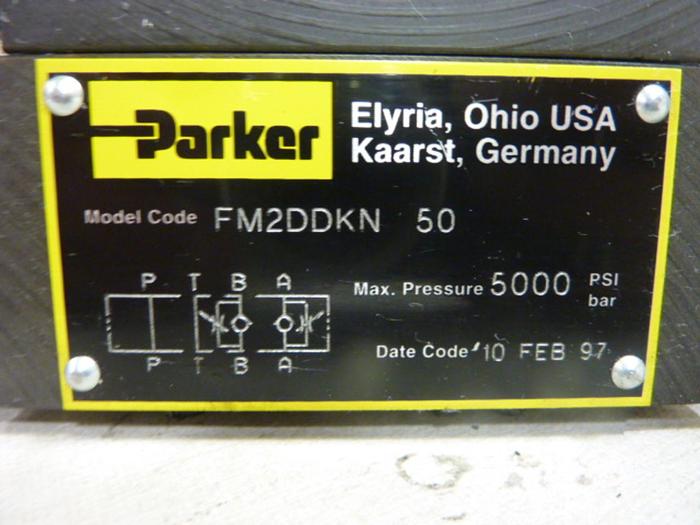 Parker
Elyria, Ohio USA
Kaarst, Germany
Model Code FM2DDKN 50
P T B A
P T B A
Max. Pressure 5000 PSI
bar
Date Code '10 FEB 97